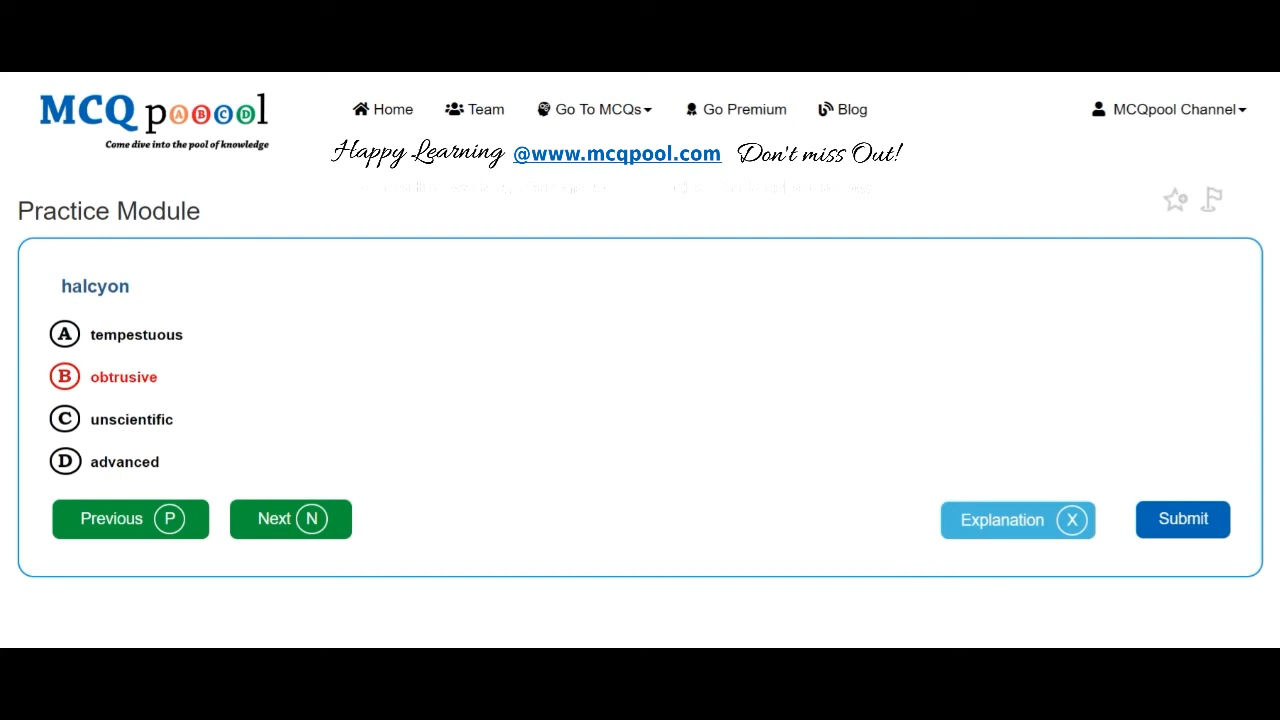 MCQ pooool
A B C D
Come dive into the pool of knowledge
Home Team Go To MCQs Go Premium Blog MCQpool Channel
Happy Learning @www.mcqpool.com Don't miss Out!
Practice Module
halcyon
A tempestuous
B obtrusive
C unscientific
D advanced
Previous P Next N Explanation X Submit